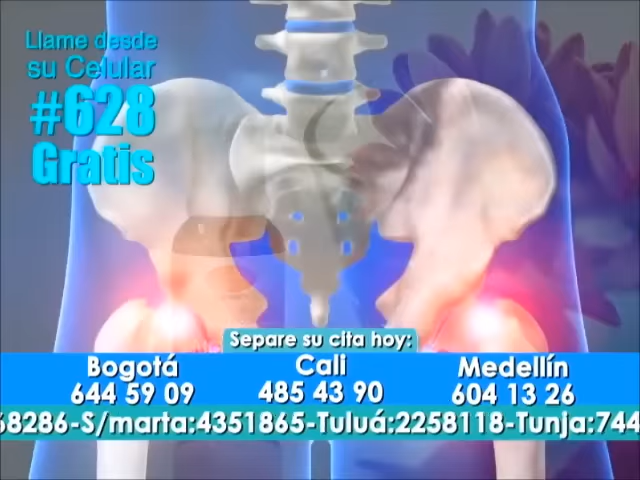 Llame desde
su Celular
#628
Gratis
Separe su cita hoy:
Bogotá
644 59 09
Cali
485 43 90
Medellín
604 13 26
68286-S/marta:4351865-Tuluá:2258118-Tunja:744